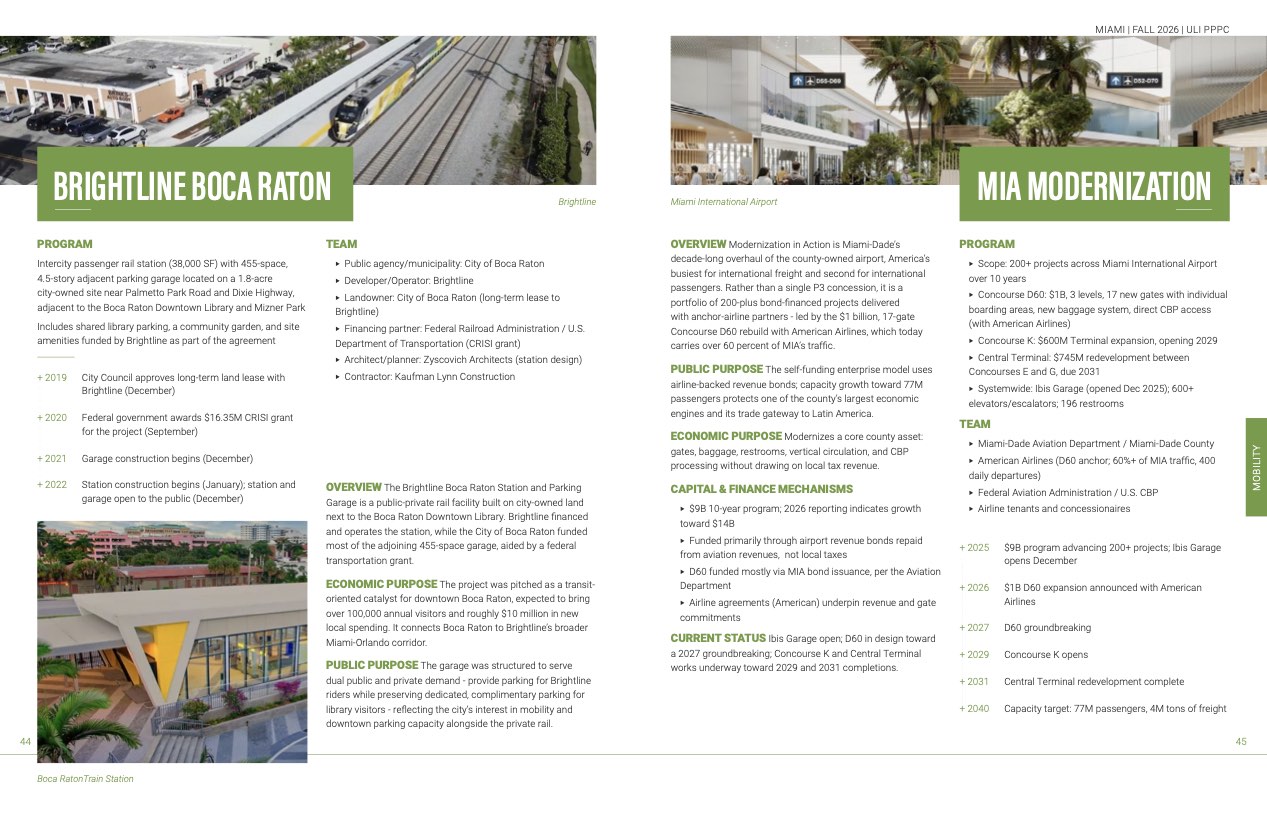 MIAMI | FALL 2026 | ULI PPPC
BRIGHTLINE BOCA RATON
Brightline
PROGRAM
Intercity passenger rail station (38,000 SF) with 455-space,
4.5-story adjacent parking garage located on a 1.8-acre
city-owned site near Palmetto Park Road and Dixie Highway,
adjacent to the Boca Raton Downtown Library and Mizner Park
Includes shared library parking, a community garden, and site
amenities funded by Brightline as part of the agreement
+ 2019 City Council approves long-term land lease with
Brightline (December)
+ 2020 Federal government awards $16.35M CRISI grant
for the project (September)
+ 2021 Garage construction begins (December)
+ 2022 Station construction begins (January); station and
garage open to the public (December)
Boca RatonTrain Station
44
TEAM
‣ Public agency/municipality: City of Boca Raton
‣ Developer/Operator: Brightline
‣ Landowner: City of Boca Raton (long-term lease to
Brightline)
‣ Financing partner: Federal Railroad Administration / U.S.
Department of Transportation (CRISI grant)
‣ Architect/planner: Zyscovich Architects (station design)
‣ Contractor: Kaufman Lynn Construction
OVERVIEW The Brightline Boca Raton Station and Parking
Garage is a public-private rail facility built on city-owned land
next to the Boca Raton Downtown Library. Brightline financed
and operates the station, while the City of Boca Raton funded
most of the adjoining 455-space garage, aided by a federal
transportation grant.
ECONOMIC PURPOSE The project was pitched as a transit-
oriented catalyst for downtown Boca Raton, expected to bring
over 100,000 annual visitors and roughly $10 million in new
local spending. It connects Boca Raton to Brightline's broader
Miami-Orlando corridor.
PUBLIC PURPOSE The garage was structured to serve
dual public and private demand - provide parking for Brightline
riders while preserving dedicated, complimentary parking for
library visitors - reflecting the city's interest in mobility and
downtown parking capacity alongside the private rail.
D55-D69
D52-D70
MIA MODERNIZATION
Miami International Airport
OVERVIEW Modernization in Action is Miami-Dade's
decade-long overhaul of the county-owned airport, America's
busiest for international freight and second for international
passengers. Rather than a single P3 concession, it is a
portfolio of 200-plus bond-financed projects delivered
with anchor-airline partners - led by the $1 billion, 17-gate
Concourse D60 rebuild with American Airlines, which today
carries over 60 percent of MIA's traffic.
PUBLIC PURPOSE The self-funding enterprise model uses
airline-backed revenue bonds; capacity growth toward 77M
passengers protects one of the county's largest economic
engines and its trade gateway to Latin America.
ECONOMIC PURPOSE Modernizes a core county asset:
gates, baggage, restrooms, vertical circulation, and CBP
processing without drawing on local tax revenue.
CAPITAL & FINANCE MECHANISMS
‣ $9B 10-year program; 2026 reporting indicates growth
toward $14B
‣ Funded primarily through airport revenue bonds repaid
from aviation revenues, not local taxes
‣ D60 funded mostly via MIA bond issuance, per the Aviation
Department
‣ Airline agreements (American) underpin revenue and gate
commitments
CURRENT STATUS Ibis Garage open; D60 in design toward
a 2027 groundbreaking; Concourse K and Central Terminal
works underway toward 2029 and 2031 completions.
PROGRAM
‣ Scope: 200+ projects across Miami International Airport
over 10 years
‣ Concourse D60: $1B, 3 levels, 17 new gates with individual
boarding areas, new baggage system, direct CBP access
(with American Airlines)
‣ Concourse K: $600M Terminal expansion, opening 2029
‣ Central Terminal: $745M redevelopment between
Concourses E and G, due 2031
‣ Systemwide: Ibis Garage (opened Dec 2025); 600+
elevators/escalators; 196 restrooms
TEAM
‣ Miami-Dade Aviation Department / Miami-Dade County
‣ American Airlines (D60 anchor; 60%+ of MIA traffic, 400
daily departures)
‣ Federal Aviation Administration / U.S. CBP
‣ Airline tenants and concessionaires
+ 2025 $9B program advancing 200+ projects; Ibis Garage
opens December
+ 2026 $1B D60 expansion announced with American
Airlines
+ 2027 D60 groundbreaking
+ 2029 Concourse K opens
+ 2031 Central Terminal redevelopment complete
+ 2040 Capacity target: 77M passengers, 4M tons of freight
MOBILITY
45